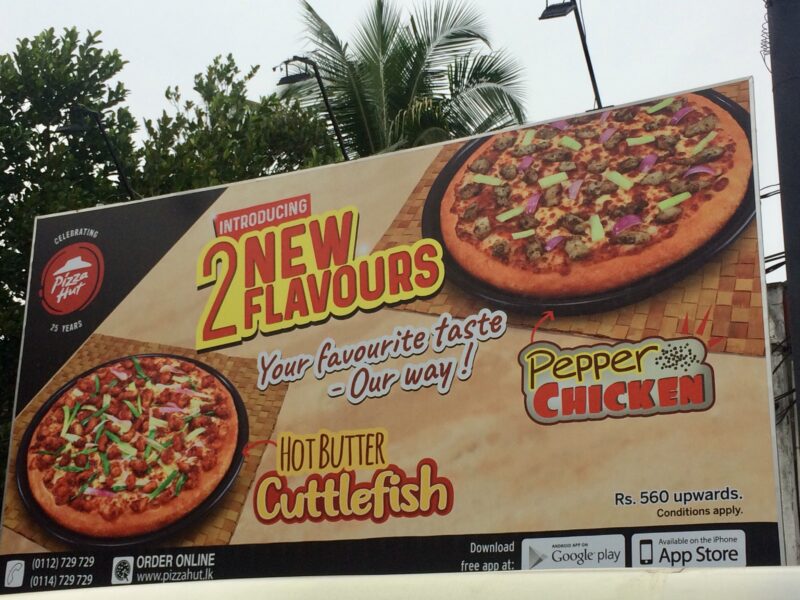 CELEBRATING
Pizza
Hut
25 YEARS
INTRODUCING
2 NEW
FLAVOURS
Your favourite taste
- Our way !
Pepper
CHICKEN
HOT BUTTER
Cuttlefish
Rs. 560 upwards.
Conditions apply.
(0112) 729 729
(0114) 729 729
ORDER ONLINE
www.pizzahut.lk
Download
free app at:
ANDROID APP ON
Google play
Available on the iPhone
App Store